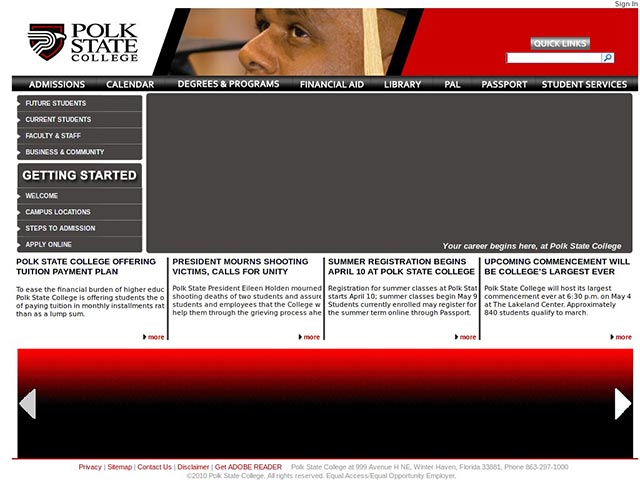 Sign In
POLK
STATE
COLLEGE
QUICK LINKS
ADMISSIONS CALENDAR DEGREES & PROGRAMS FINANCIAL AID LIBRARY PAL PASSPORT STUDENT SERVICES
FUTURE STUDENTS
CURRENT STUDENTS
FACULTY & STAFF
BUSINESS & COMMUNITY
GETTING STARTED
WELCOME
CAMPUS LOCATIONS
STEPS TO ADMISSION
APPLY ONLINE
Your career begins here, at Polk State College
POLK STATE COLLEGE OFFERING
TUITION PAYMENT PLAN
To ease the financial burden of higher educ
Polk State College is offering students the o
of paying tuition in monthly installments rat
than as a lump sum.
more
PRESIDENT MOURNS SHOOTING
VICTIMS, CALLS FOR UNITY
Polk State President Eileen Holden mourned
shooting deaths of two students and assure
students and employees that the College w
help them through the grieving process ahe
more
SUMMER REGISTRATION BEGINS
APRIL 10 AT POLK STATE COLLEGE
Registration for summer classes at Polk Stat
starts April 10; summer classes begin May 9
Students currently enrolled may register for
the summer term online through Passport.
more
UPCOMING COMMENCEMENT WILL
BE COLLEGE'S LARGEST EVER
Polk State College will host its largest
commencement ever at 6:30 p.m. on May 4
at The Lakeland Center. Approximately
840 students qualify to march.
more
Privacy | Sitemap | Contact Us | Disclaimer | Get ADOBE READER Polk State College at 999 Avenue H NE, Winter Haven, Florida 33881, Phone 863-297-1000
©2010 Polk State College. All rights reserved. Equal Access/Equal Opportunity Employer.